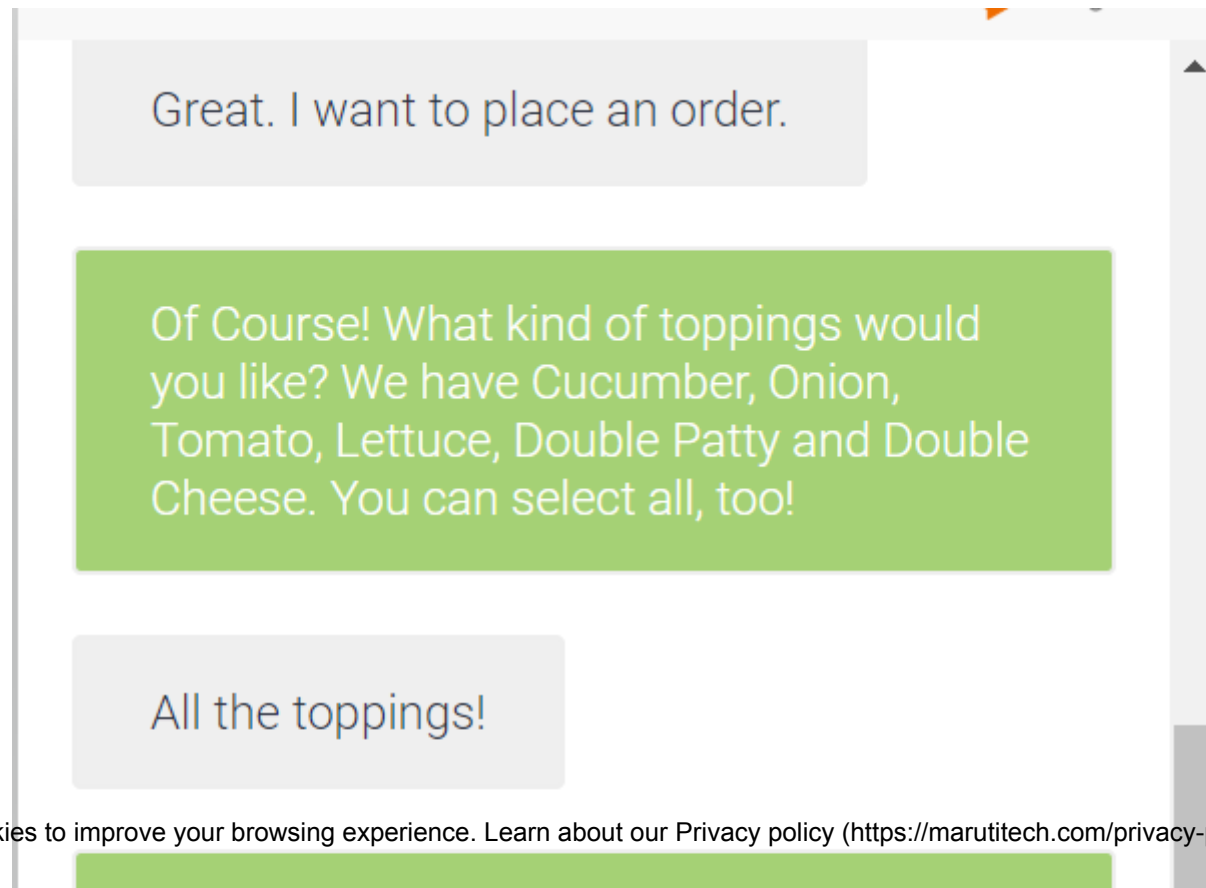 Great. I want to place an order.
Of Course! What kind of toppings would
you like? We have Cucumber, Onion,
Tomato, Lettuce, Double Patty and Double
Cheese. You can select all, too!
All the toppings!
kies to improve your browsing experience. Learn about our Privacy policy (https://marutitech.com/privacy-